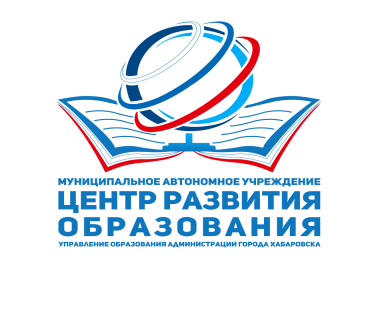 МУНИЦИПАЛЬНОЕ АВТОНОМНОЕ УЧРЕЖДЕНИЕ
ЦЕНТР РАЗВИТИЯ
ОБРАЗОВАНИЯ
УПРАВЛЕНИЕ ОБРАЗОВАНИЯ АДМИНИСТРАЦИИ ГОРОДА ХАБАРОВСКА